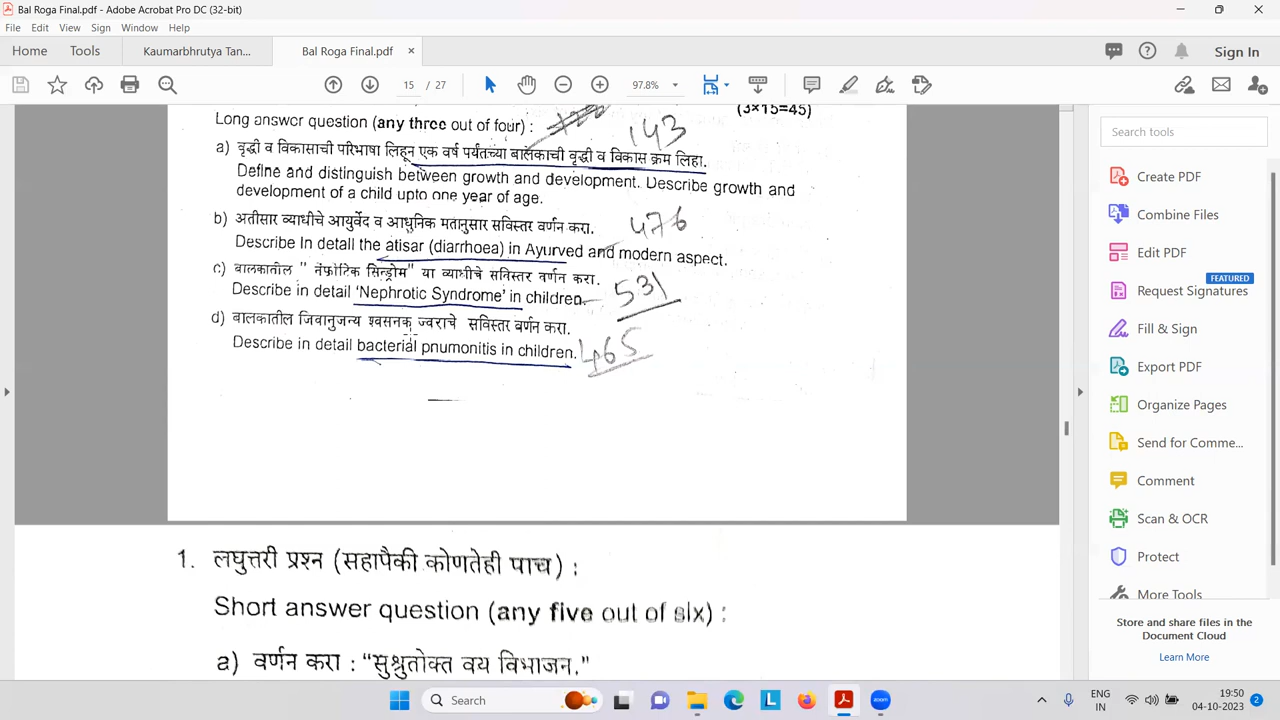 Bal Roga Final.pdf - Adobe Acrobat Pro DC (32-bit)
File Edit View Sign Window Help
Home Tools Kaumarbhrutya Tan... Bal Roga Final.pdf × Sign In
15 / 27 97.8%
(3×15=45)
Long answer question (any three out of four) :
143
a) वृद्धी व विकासाची परिभाषा लिहून एक वर्ष पर्यंतच्या बालकाची वृद्धी व विकास क्रम लिहा.
Define and distinguish between growth and development. Describe growth and
development of a child upto one year of age.
b) अतीसार व्याधीचे आयुर्वेद व आधुनिक मतानुसार सविस्तर वर्णन करा. 476
Describe In detall the atisar (diarrhoea) in Ayurved and modern aspect.
c) बालकातील " नेफ्रोटिक सिन्ड्रोम" या व्याधीचे सविस्तर वर्णन करा.
Describe in detail 'Nephrotic Syndrome' in children. 531
d) बालकातील जिवानुजन्य श्वसनक ज्वराचे सविस्तर वर्णन करा.
Describe in detail bacterial pnumonitis in children. 465
1. लघुत्तरी प्रश्न (सहापैकी कोणतेही पाच) :
Short answer question (any five out of six) :
a) वर्णन करा : “सुश्रुतोक्त वय विभाजन.”
Search tools
Create PDF
Combine Files
Edit PDF
FEATURED
Request Signatures
Fill & Sign
Export PDF
Organize Pages
Send for Comme...
Comment
Scan & OCR
Protect
More Tools
Store and share files in the
Document Cloud
Learn More
Search
L
ENG
IN
19:50
04-10-2023
2